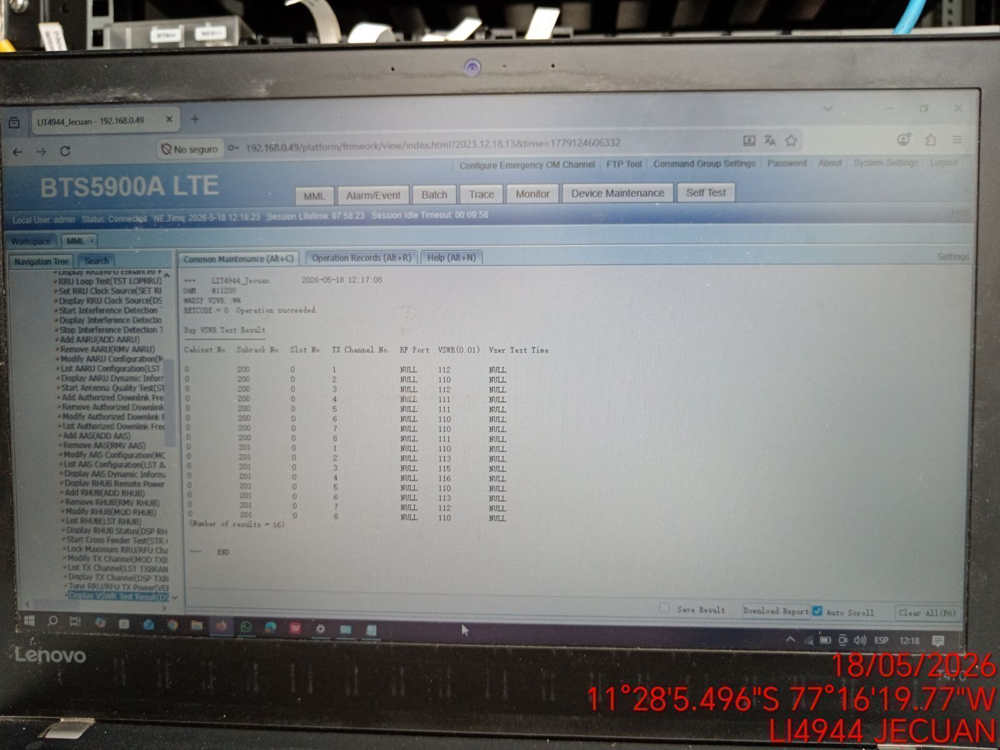 LIT4944_Jecuan - 192.168.0.49
No seguro 192.168.0.49/platform/frmwork/view/index.html?2023.12.18.13&time=1779124606332
Configure Emergency OM Channel FTP Tool Command Group Settings Password About System Settings Logout
BTS5900A LTE
MML Alarm/Event Batch Trace Monitor Device Maintenance Self Test
Local User: admin Status: Connected NE Time: 2026-5-18 12:18:23 Session Lifetime: 07:58:23 Session Idle Timeout: 00:09:58 Help
Workspace MML
Navigation Tree Search
Common Maintenance (Alt+C) Operation Records (Alt+R) Help (Alt+N) Settings
RRU Loop Test(TST LOPRRU)
Set RRU Clock Source(SET RI
Display RRU Clock Source(DS
Start Interference Detection
Display Interference Detectio
Stop Interference Detection T
Add AARU(ADD AARU)
Remove AARU(RMV AARU)
Modify AARU Configuration(M
List AARU Configuration(LST
Display AARU Dynamic Inforr
Start Antenna Quality Test(ST
Add Authorized Downlink Fre
Remove Authorized Downlink
Modify Authorized Downlink F
List Authorized Downlink Frec
Add AAS(ADD AAS)
Remove AAS(RMV AAS)
Modify AAS Configuration(MC
List AAS Configuration(LST A
Display AAS Dynamic Informa
Display RHUB Remote Power
Add RHUB(ADD RHUB)
Remove RHUB(RMV RHUB)
Modify RHUB(MOD RHUB)
List RHUB(LST RHUB)
Display RHUB Status(DSP RH
Start Cross Feeder Test(STR
Lock Maximum RRU/RFU Cha
Modify TX Channel(MOD TXB
List TX Channel(LST TXBRAN
Display TX Channel(DSP TXB
Tune RRU/RFU TX Power(VEI
Display VSWR Test Result(DS
+++ LIT4944_Jecuan 2026-05-18 12:17:08
O&M #11209
%%DSP VSWR:;%%
RETCODE = 0 Operation succeeded.
Dsp VSWR Test Result
Cabinet No. Subrack No. Slot No. TX Channel No. RF Port VSWR(0.01) Vswr Test Time
0 200 0 1 NULL 112 NULL
0 200 0 2 NULL 110 NULL
0 200 0 3 NULL 112 NULL
0 200 0 4 NULL 111 NULL
0 200 0 5 NULL 111 NULL
0 200 0 6 NULL 110 NULL
0 200 0 7 NULL 110 NULL
0 200 0 8 NULL 111 NULL
0 201 0 1 NULL 110 NULL
0 201 0 2 NULL 113 NULL
0 201 0 3 NULL 115 NULL
0 201 0 4 NULL 116 NULL
0 201 0 5 NULL 110 NULL
0 201 0 6 NULL 113 NULL
0 201 0 7 NULL 112 NULL
0 201 0 8 NULL 110 NULL
(Number of results = 16)
--- END
Save Result Download Report Auto Scroll Clear All(F6)
ESP 12:18
Lenovo
T470
18/05/2026
11°28'5.496"S 77°16'19.77"W
LI4944 JECUAN